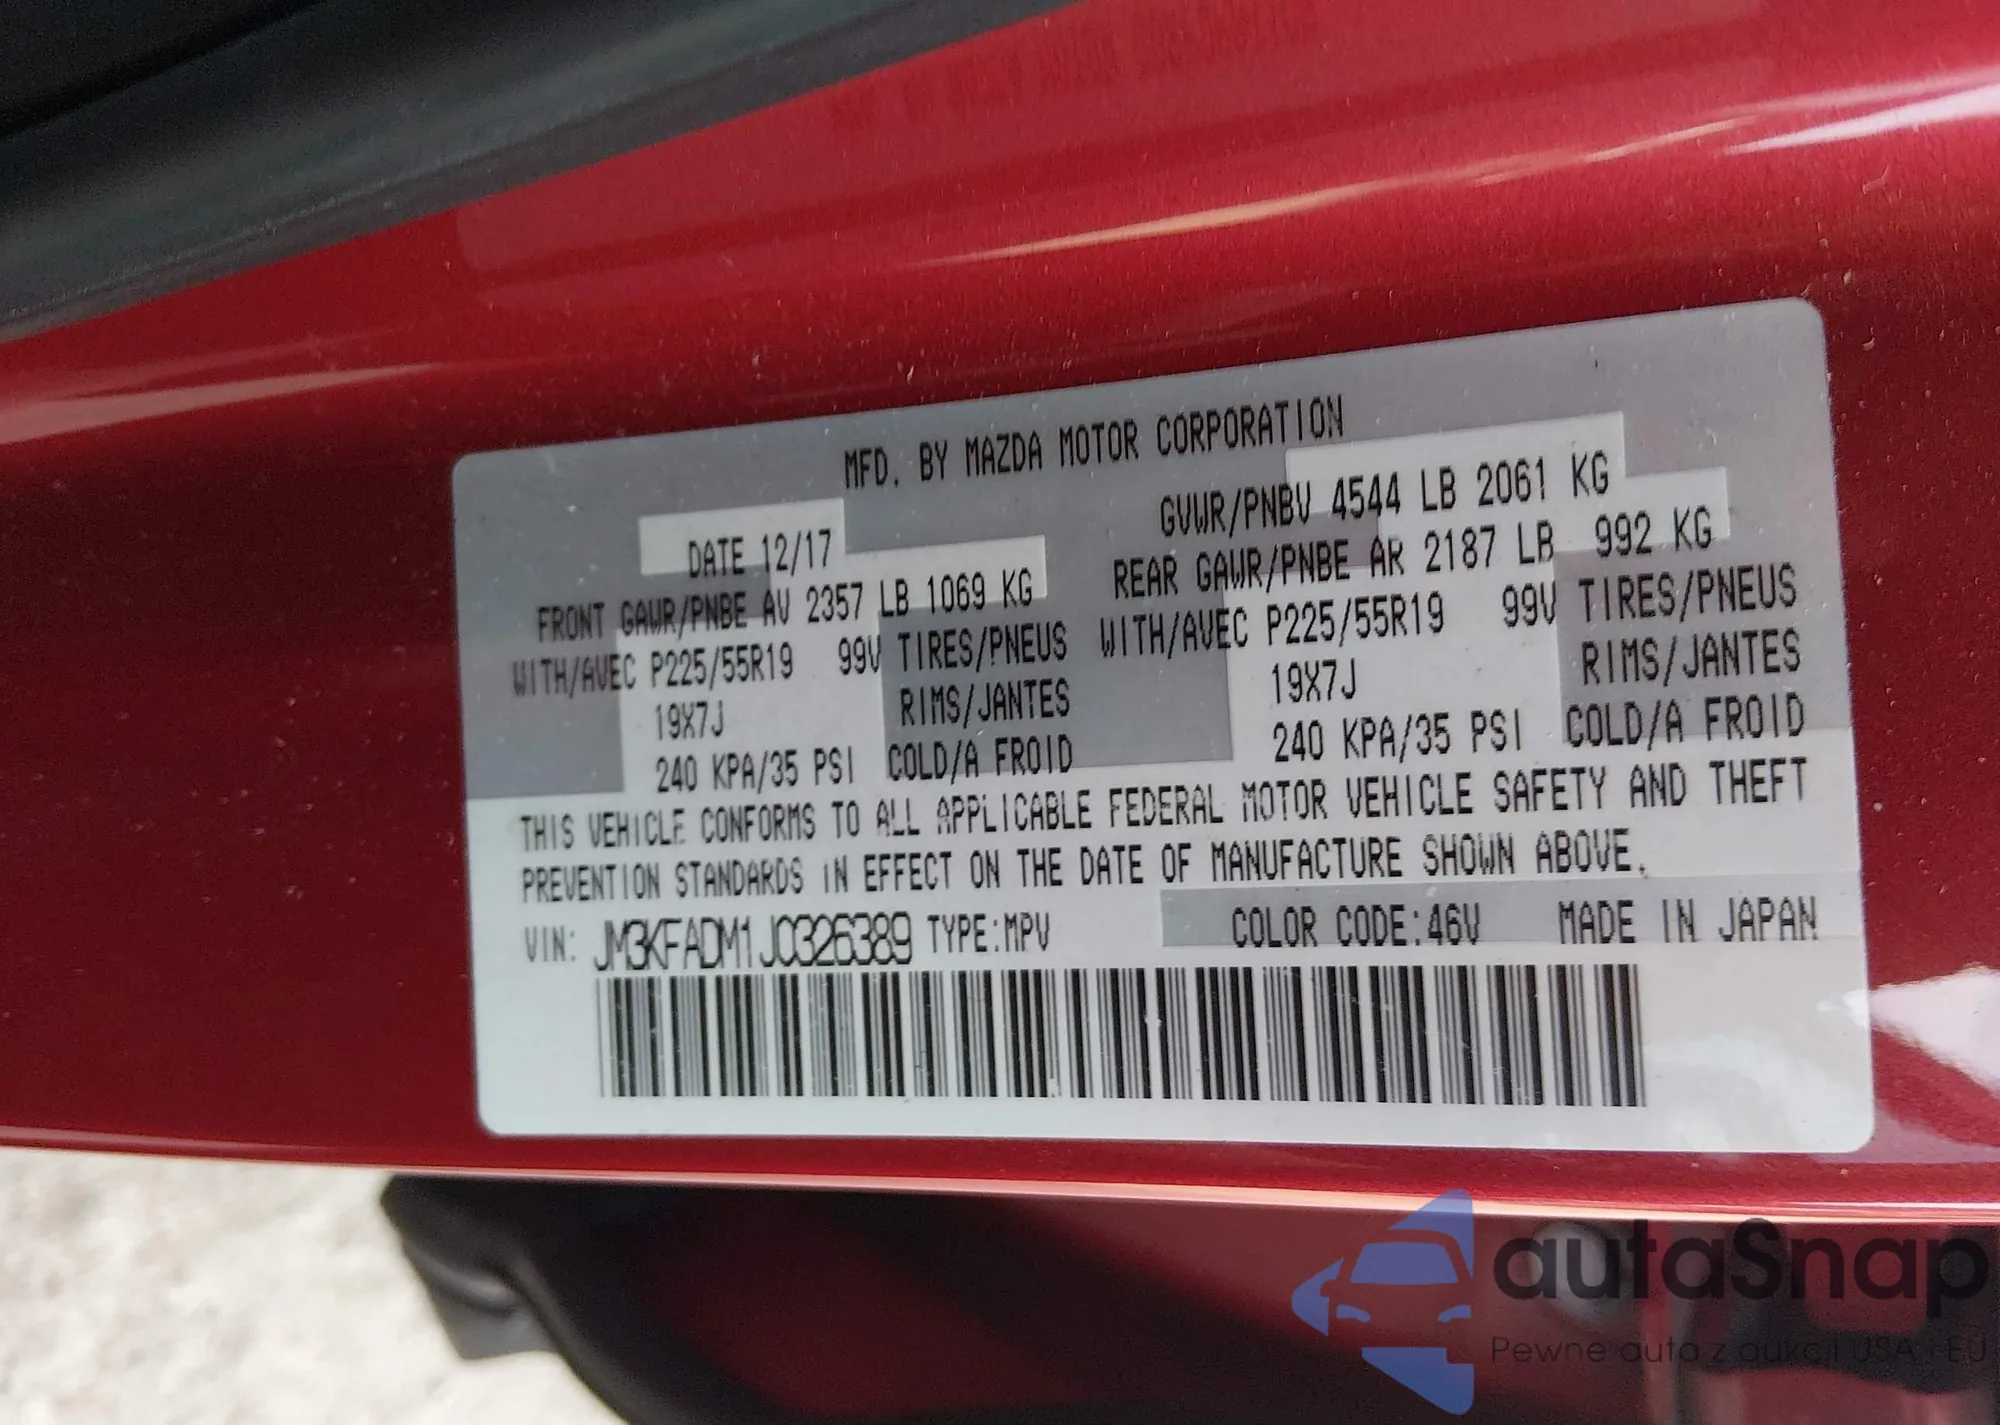 MFD. BY MAZDA MOTOR CORPORATION
DATE 12/17
GVWR/PNBV 4544 LB 2061 KG
FRONT GAWR/PNBE AV 2357 LB 1069 KG
REAR GAWR/PNBE AR 2187 LB 992 KG
WITH/AVEC P225/55R19 99V TIRES/PNEUS
WITH/AVEC P225/55R19 99V TIRES/PNEUS
19X7J RIMS/JANTES
19X7J RIMS/JANTES
240 KPA/35 PSI COLD/A FROID
240 KPA/35 PSI COLD/A FROID
THIS VEHICLE CONFORMS TO ALL APPLICABLE FEDERAL MOTOR VEHICLE SAFETY AND THEFT
PREVENTION STANDARDS IN EFFECT ON THE DATE OF MANUFACTURE SHOWN ABOVE.
VIN: JM3KFADM1J0326389 TYPE:MPV COLOR CODE:46V MADE IN JAPAN
autaSnap
Pewne auta z aukcji USA i EU